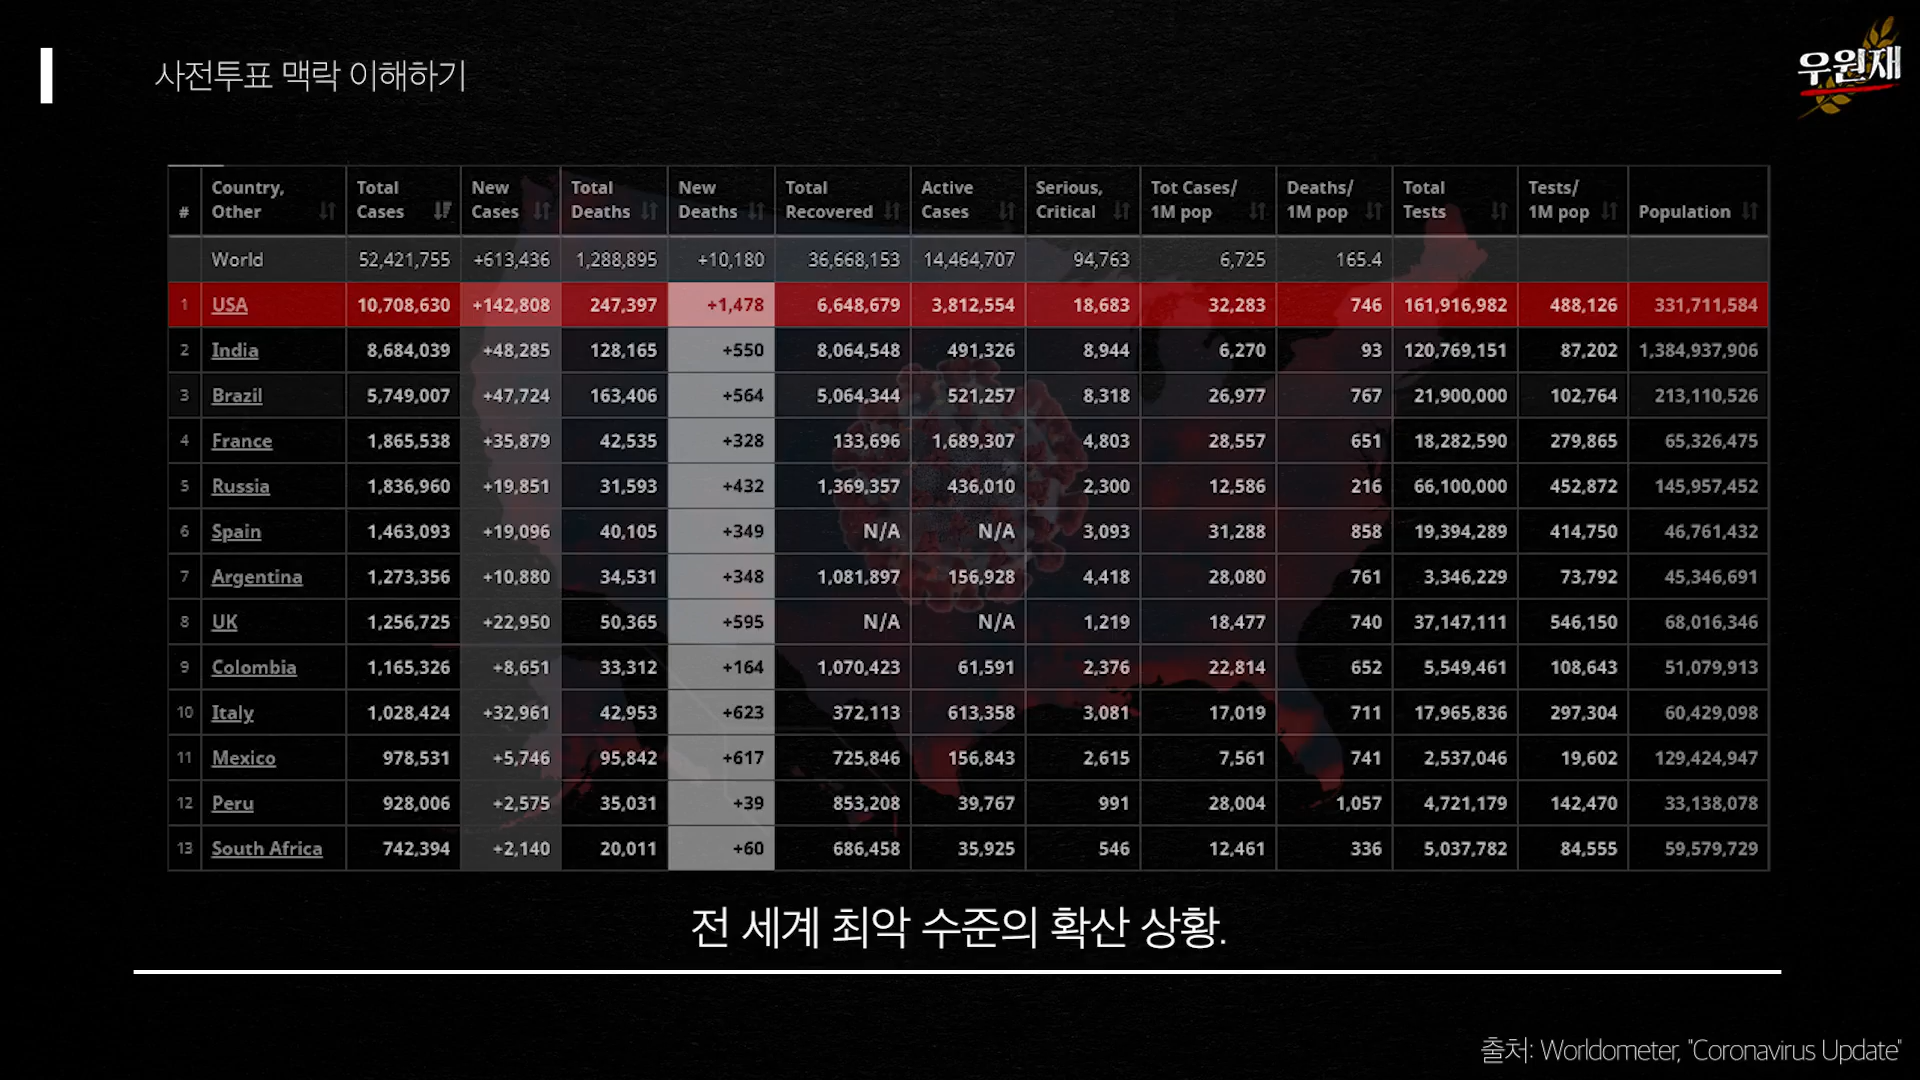 사전투표 맥락 이해하기
우원재
# Country, Other Total Cases New Cases Total Deaths New Deaths Total Recovered Active Cases Serious, Critical Tot Cases/ 1M pop Deaths/ 1M pop Total Tests Tests/ 1M pop Population
World 52,421,755 +613,436 1,288,895 +10,180 36,668,153 14,464,707 94,763 6,725 165.4
1 USA 10,708,630 +142,808 247,397 +1,478 6,648,679 3,812,554 18,683 32,283 746 161,916,982 488,126 331,711,584
2 India 8,684,039 +48,285 128,165 +550 8,064,548 491,326 8,944 6,270 93 120,769,151 87,202 1,384,937,906
3 Brazil 5,749,007 +47,724 163,406 +564 5,064,344 521,257 8,318 26,977 767 21,900,000 102,764 213,110,526
4 France 1,865,538 +35,879 42,535 +328 133,696 1,689,307 4,803 28,557 651 18,282,590 279,865 65,326,475
5 Russia 1,836,960 +19,851 31,593 +432 1,369,357 436,010 2,300 12,586 216 66,100,000 452,872 145,957,452
6 Spain 1,463,093 +19,096 40,105 +349 N/A N/A 3,093 31,288 858 19,394,289 414,750 46,761,432
7 Argentina 1,273,356 +10,880 34,531 +348 1,081,897 156,928 4,418 28,080 761 3,346,229 73,792 45,346,691
8 UK 1,256,725 +22,950 50,365 +595 N/A N/A 1,219 18,477 740 37,147,111 546,150 68,016,346
9 Colombia 1,165,326 +8,651 33,312 +164 1,070,423 61,591 2,376 22,814 652 5,549,461 108,643 51,079,913
10 Italy 1,028,424 +32,961 42,953 +623 372,113 613,358 3,081 17,019 711 17,965,836 297,304 60,429,098
11 Mexico 978,531 +5,746 95,842 +617 725,846 156,843 2,615 7,561 741 2,537,046 19,602 129,424,947
12 Peru 928,006 +2,575 35,031 +39 853,208 39,767 991 28,004 1,057 4,721,179 142,470 33,138,078
13 South Africa 742,394 +2,140 20,011 +60 686,458 35,925 546 12,461 336 5,037,782 84,555 59,579,729
전 세계 최악 수준의 확산 상황.
출처: Worldometer, "Coronavirus Update"